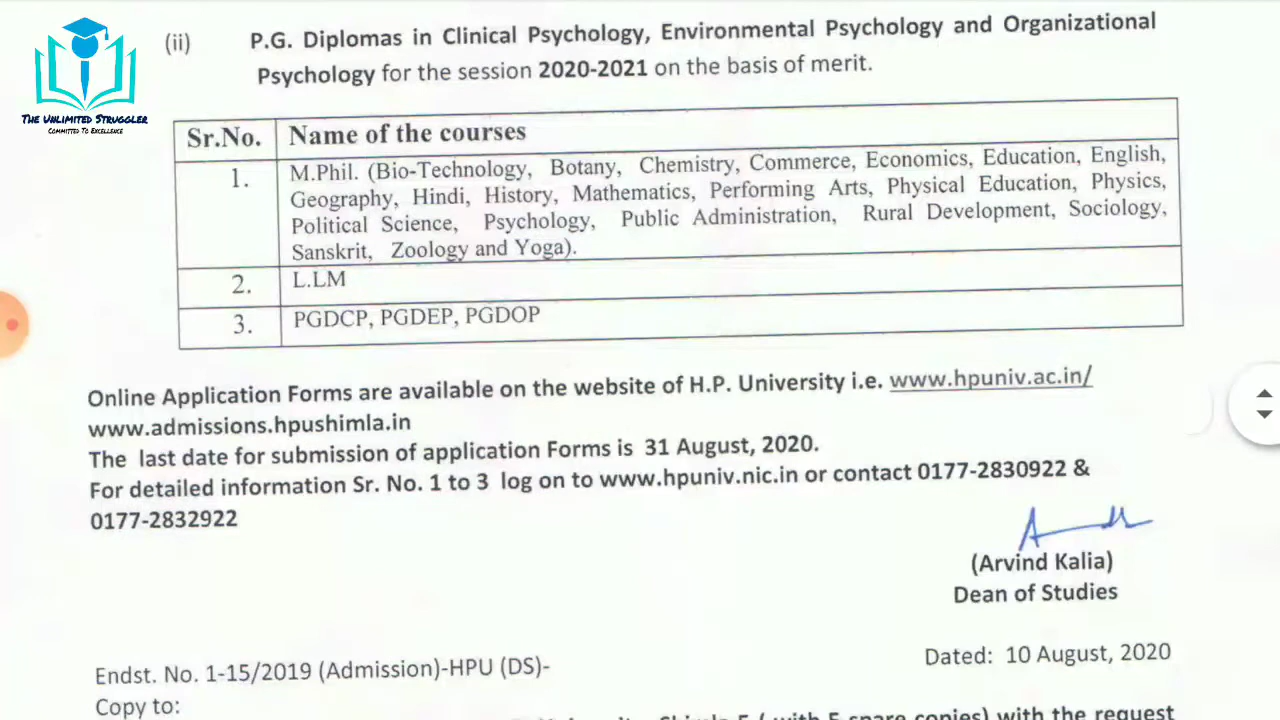 (ii) P.G. Diplomas in Clinical Psychology, Environmental Psychology and Organizational
Psychology for the session 2020-2021 on the basis of merit.
THE UNLIMITED STRUGGLER
COMMITTED TO EXCELLENCE
Sr.No. Name of the courses
1. M.Phil. (Bio-Technology, Botany, Chemistry, Commerce, Economics, Education, English,
Geography, Hindi, History, Mathematics, Performing Arts, Physical Education, Physics,
Political Science, Psychology, Public Administration, Rural Development, Sociology,
Sanskrit, Zoology and Yoga).
2. L.LM
3. PGDCP, PGDEP, PGDOP
Online Application Forms are available on the website of H.P. University i.e. www.hpuniv.ac.in/
www.admissions.hpushimla.in
The last date for submission of application Forms is 31 August, 2020.
For detailed information Sr. No. 1 to 3 log on to www.hpuniv.nic.in or contact 0177-2830922 &
0177-2832922
(Arvind Kalia)
Dean of Studies
Endst. No. 1-15/2019 (Admission)-HPU (DS)- Dated: 10 August, 2020
Copy to:
spare copies) with the request